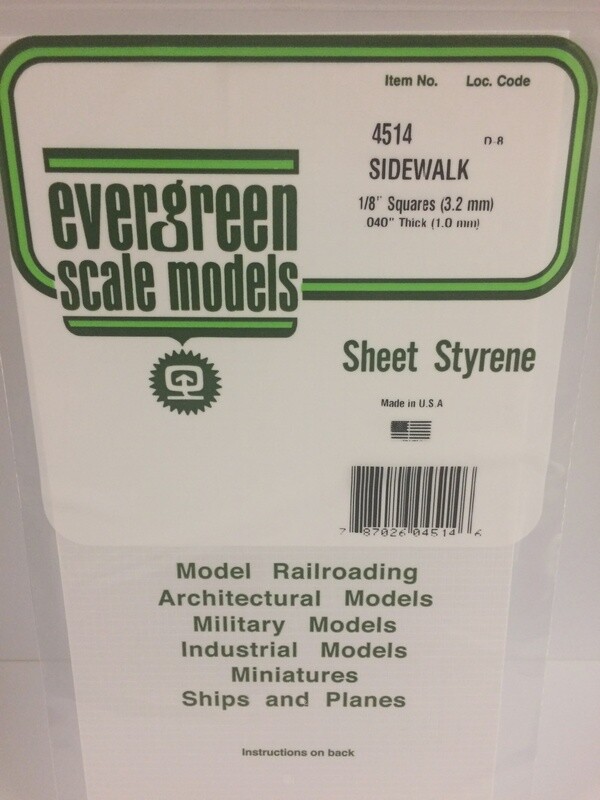 Item No. Loc. Code
4514 D-8
SIDEWALK
1/8" Squares (3.2 mm)
.040" Thick (1.0 mm)
evergreen
scale models
Sheet Styrene
Made in U.S.A
7 87026 04514 6
Model Railroading
Architectural Models
Military Models
Industrial Models
Miniatures
Ships and Planes
Instructions on back